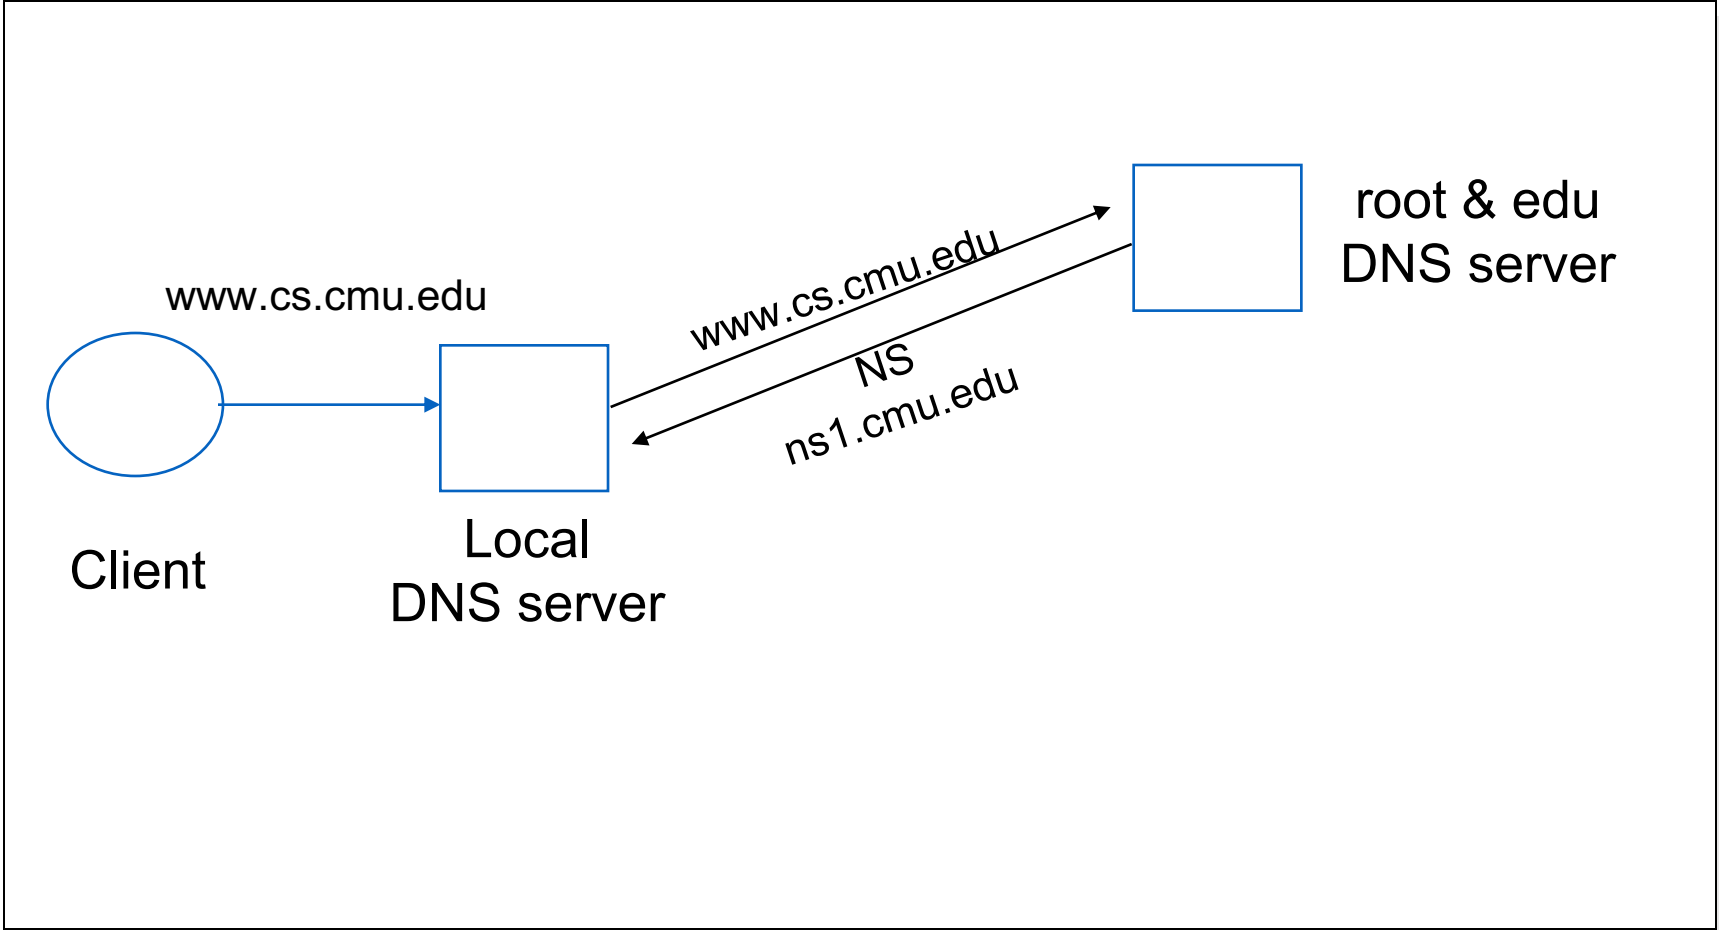 www.cs.cmu.edu
Client
Local
DNS server
www.cs.cmu.edu
NS
ns1.cmu.edu
root & edu
DNS server